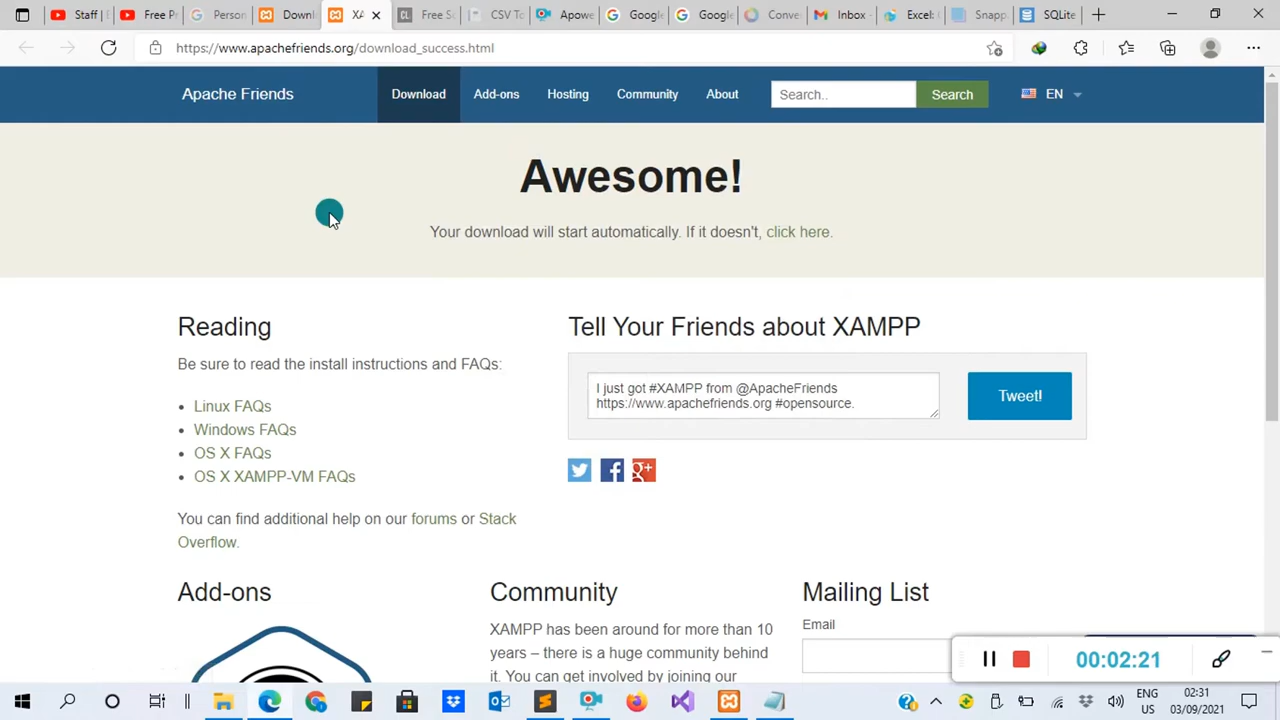 Staff |
Free Pr
Person
Downl
XA
Free S
CSV To
Apowe
Google
Google
Conver
Inbox -
Excel
Snapp
SQLite
https://www.apachefriends.org/download_success.html
Apache Friends
Download
Add-ons
Hosting
Community
About
Search..
Search
EN
Awesome!
Your download will start automatically. If it doesn't, click here.
Reading
Be sure to read the install instructions and FAQs:
• Linux FAQs
• Windows FAQs
• OS X FAQs
• OS X XAMPP-VM FAQs
You can find additional help on our forums or Stack
Overflow.
Tell Your Friends about XAMPP
I just got #XAMPP from @ApacheFriends
https://www.apachefriends.org #opensource.
Tweet!
Add-ons
Community
XAMPP has been around for more than 10
years – there is a huge community behind
it. You can get involved by joining our
Mailing List
Email
00:02:21
ENG
US
02:31
03/09/2021